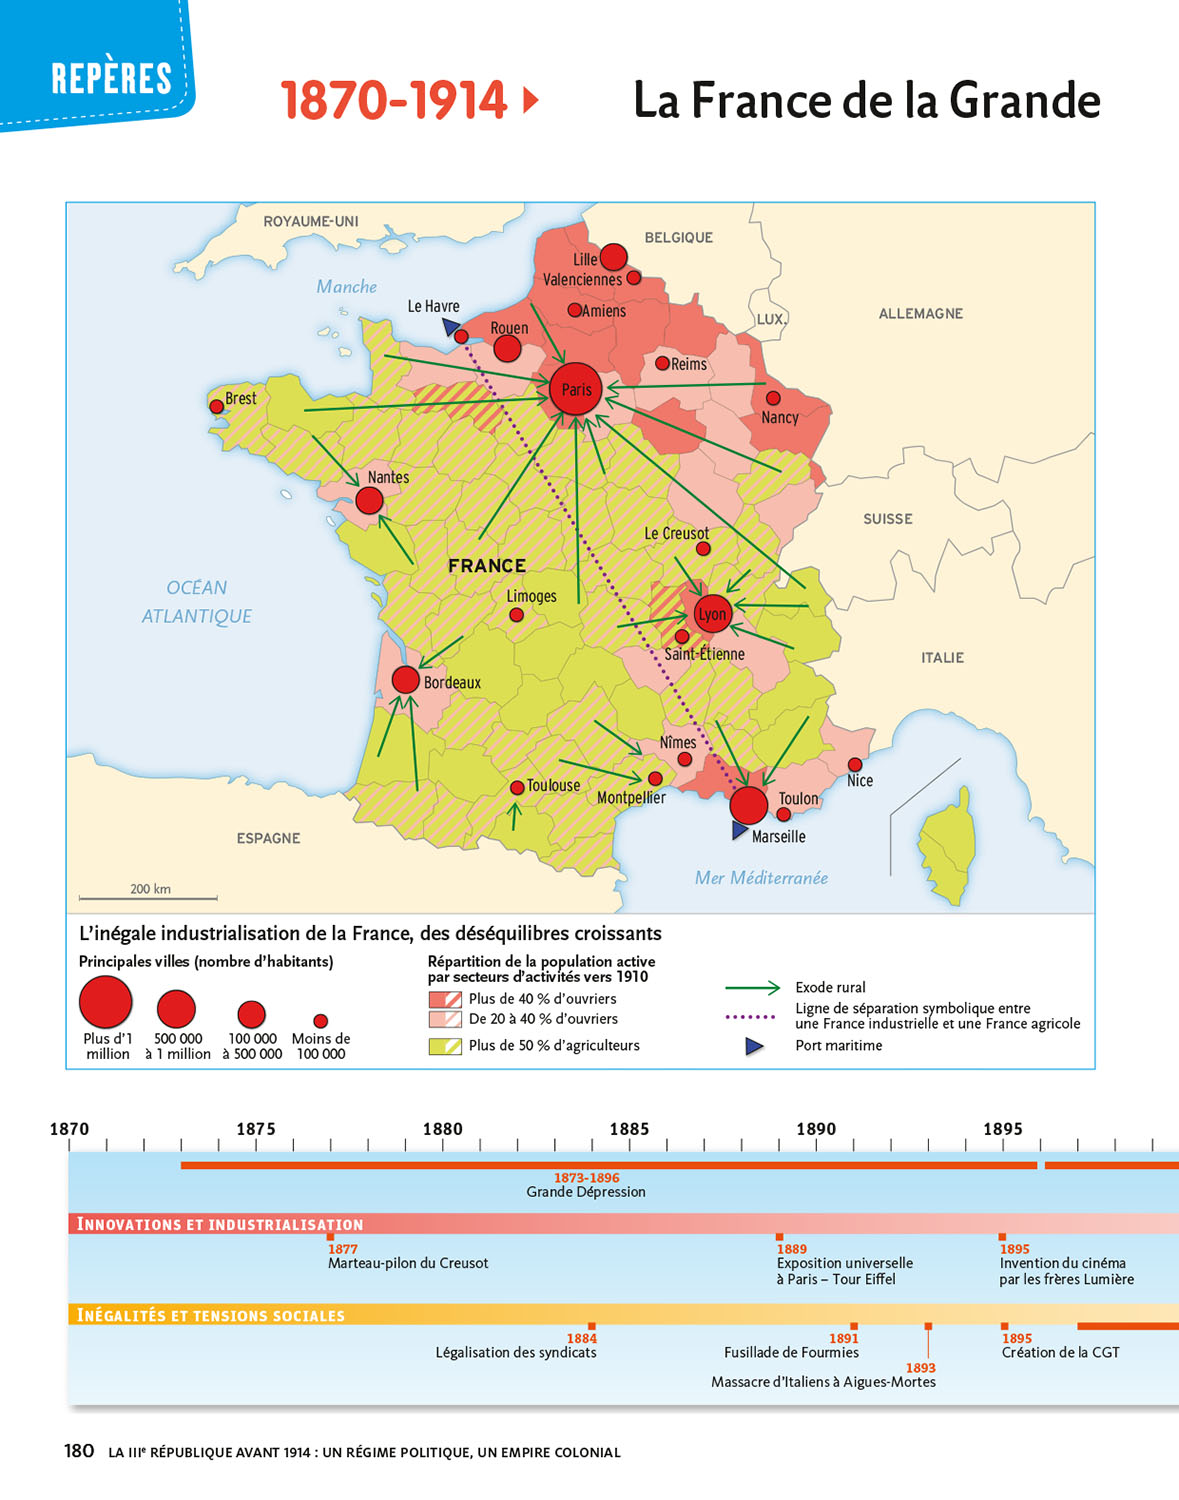 REPÈRES
1870-1914
La France de la Grande
ROYAUME-UNI
BELGIQUE
Lille
Valenciennes
Manche
Le Havre
Amiens
LUX.
ALLEMAGNE
Rouen
Reims
Paris
Brest
Nancy
Nantes
SUISSE
Le Creusot
FRANCE
OCÉAN
ATLANTIQUE
Limoges
Lyon
Saint-Étienne
ITALIE
Bordeaux
Nîmes
Nice
Toulouse
Montpellier
Toulon
Marseille
ESPAGNE
Mer Méditerranée
200 km
L'inégale industrialisation de la France, des déséquilibres croissants
Principales villes (nombre d'habitants)
Plus d'1
million
500 000
à 1 million
100 000
à 500 000
Moins de
100 000
Répartition de la population active
par secteurs d'activités vers 1910
Plus de 40 % d'ouvriers
De 20 à 40 % d'ouvriers
Plus de 50 % d'agriculteurs
Exode rural
Ligne de séparation symbolique entre
une France industrielle et une France agricole
Port maritime
1870 1875 1880 1885 1890 1895
1873-1896
Grande Dépression
INNOVATIONS ET INDUSTRIALISATION
1877
Marteau-pilon du Creusot
1889
Exposition universelle
à Paris – Tour Eiffel
1895
Invention du cinéma
par les frères Lumière
INÉGALITÉS ET TENSIONS SOCIALES
1884
Légalisation des syndicats
1891
Fusillade de Fourmies
1893
Massacre d'Italiens à Aigues-Mortes
1895
Création de la CGT
180 LA IIIe RÉPUBLIQUE AVANT 1914 : UN RÉGIME POLITIQUE, UN EMPIRE COLONIAL